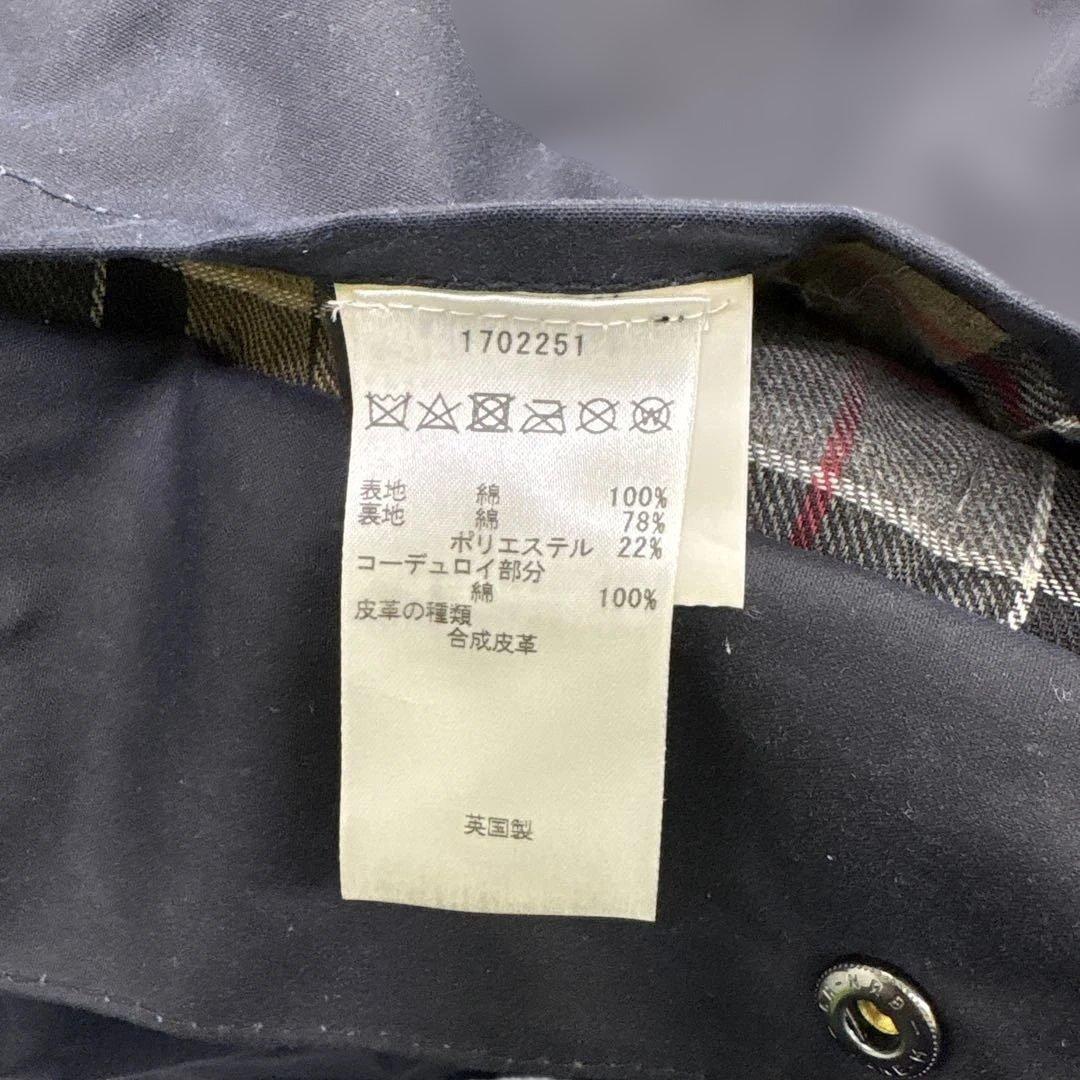 1702251
表地 綿 100%
裏地 綿 78%
ポリエステル 22%
コーデュロイ部分
綿 100%
皮革の種類
合成皮革
英国製